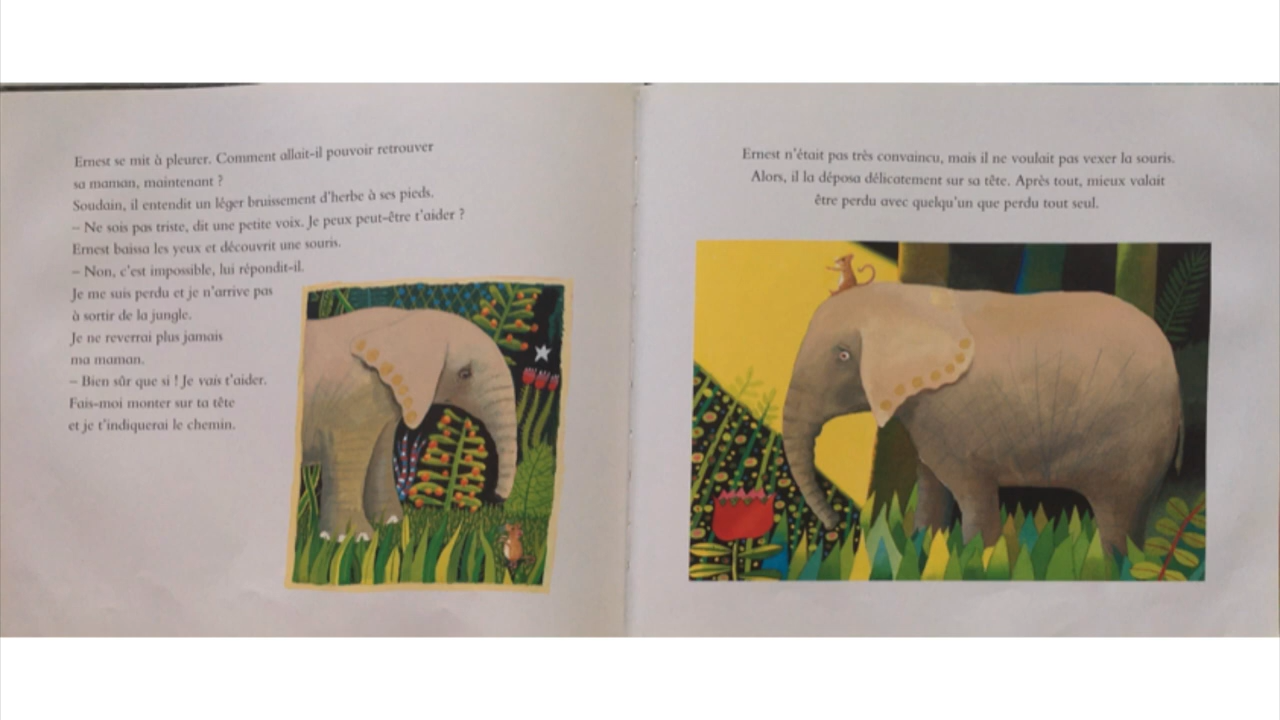 Ernest se mit à pleurer. Comment allait-il pouvoir retrouver
sa maman, maintenant ?
Soudain, il entendit un léger bruissement d'herbe à ses pieds.
– Ne sois pas triste, dit une petite voix. Je peux peut-être t'aider ?
Ernest baissa les yeux et découvrit une souris.
– Non, c'est impossible, lui répondit-il.
Je me suis perdu et je n'arrive pas
à sortir de la jungle.
Je ne reverrai plus jamais
ma maman.
– Bien sûr que si ! Je vais t'aider.
Fais-moi monter sur ta tête
et je t'indiquerai le chemin.
Ernest n'était pas très convaincu, mais il ne voulait pas vexer la souris.
Alors, il la déposa délicatement sur sa tête. Après tout, mieux valait
être perdu avec quelqu'un que perdu tout seul.